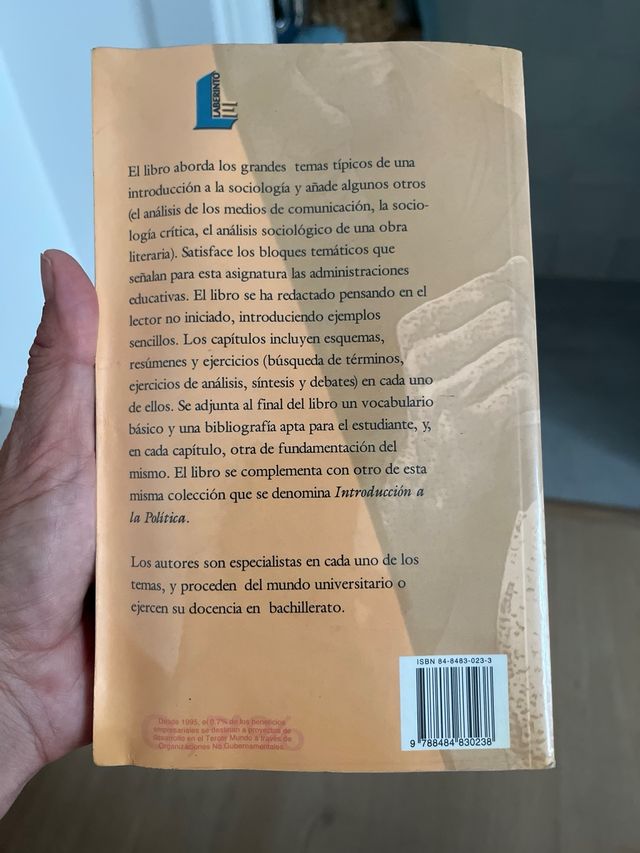 LABERINTO
El libro aborda los grandes temas típicos de una
introducción a la sociología y añade algunos otros
(el análisis de los medios de comunicación, la socio-
logía crítica, el análisis sociológico de una obra
literaria). Satisface los bloques temáticos que
señalan para esta asignatura las administraciones
educativas. El libro se ha redactado pensando en el
lector no iniciado, introduciendo ejemplos
sencillos. Los capítulos incluyen esquemas,
resúmenes y ejercicios (búsqueda de términos,
ejercicios de análisis, síntesis y debates) en cada uno
de ellos. Se adjunta al final del libro un vocabulario
básico y una bibliografía apta para el estudiante, y,
en cada capítulo, otra de fundamentación del
mismo. El libro se complementa con otro de esta
misma colección que se denomina Introducción a
la Política.
Los autores son especialistas en cada uno de los
temas, y proceden del mundo universitario o
ejercen su docencia en bachillerato.
ISBN 84-8483-023-3
9 788484 830238
Desde 1995, el 0,7% de los beneficios
empresariales se destinan a proyectos de
desarrollo en el Tercer Mundo a través de
Organizaciones No Gubernamentales.